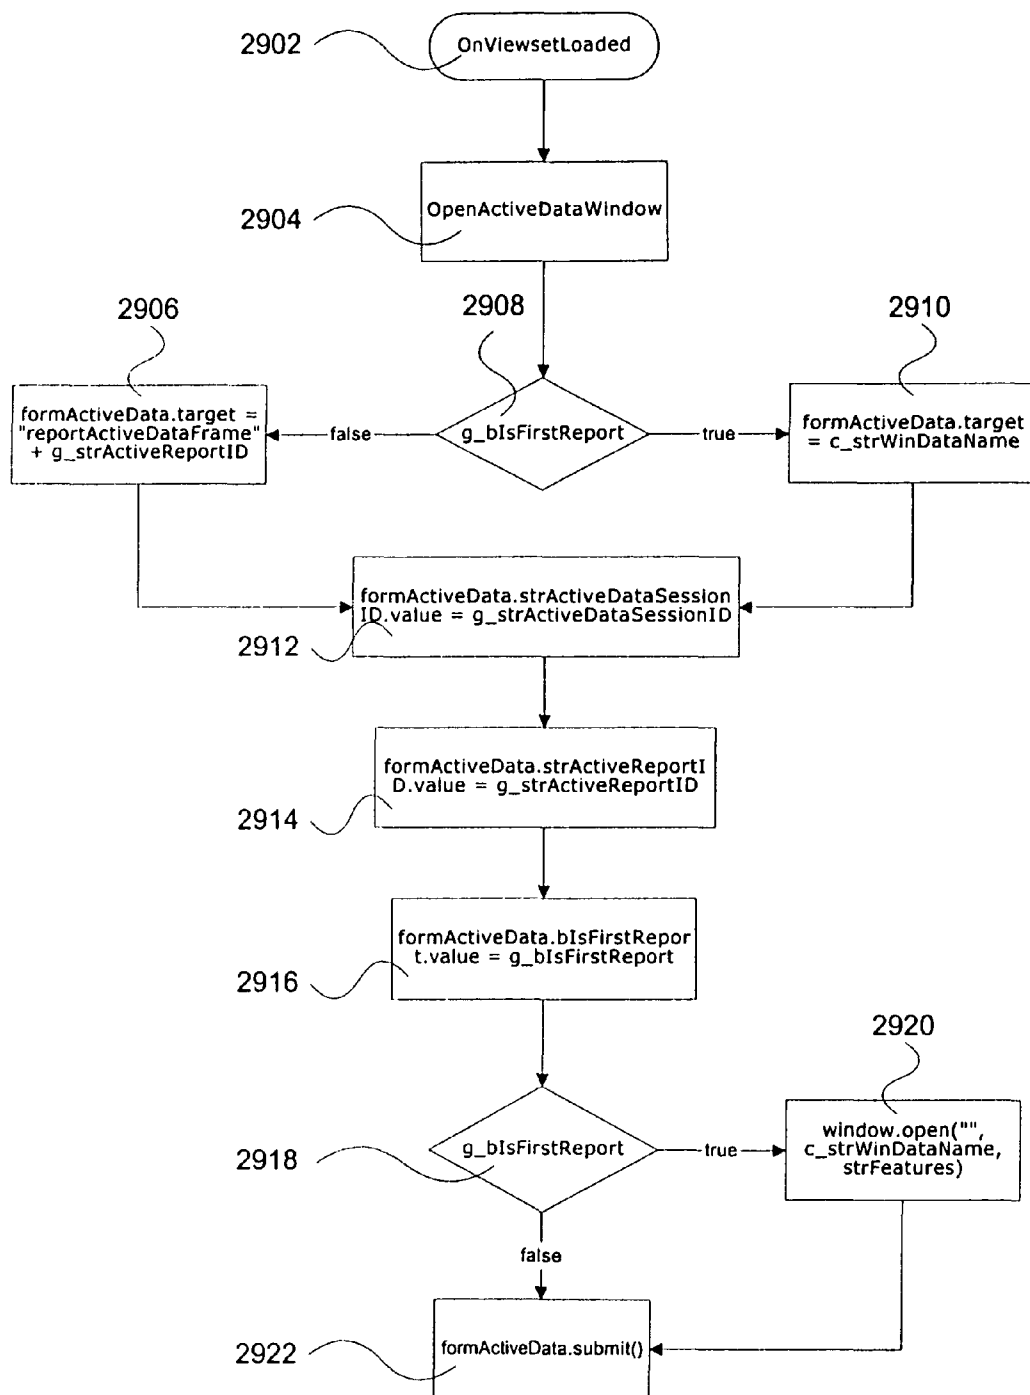 2902
OnViewsetLoaded
2904
OpenActiveDataWindow
2906
2908
2910
formActiveData.target =
"reportActiveDataFrame"
+ g_strActiveReportID
false
g_bIsFirstReport
true
formActiveData.target
= c_strWinDataName
formActiveData.strActiveDataSession
ID.value = g_strActiveDataSessionID
2912
formActiveData.strActiveReportI
D.value = g_strActiveReportID
2914
formActiveData.bIsFirstRepor
t.value = g_bIsFirstReport
2916
2920
2918
g_bIsFirstReport
true
window.open("",
c_strWinDataName,
strFeatures)
false
2922
formActiveData.submit()